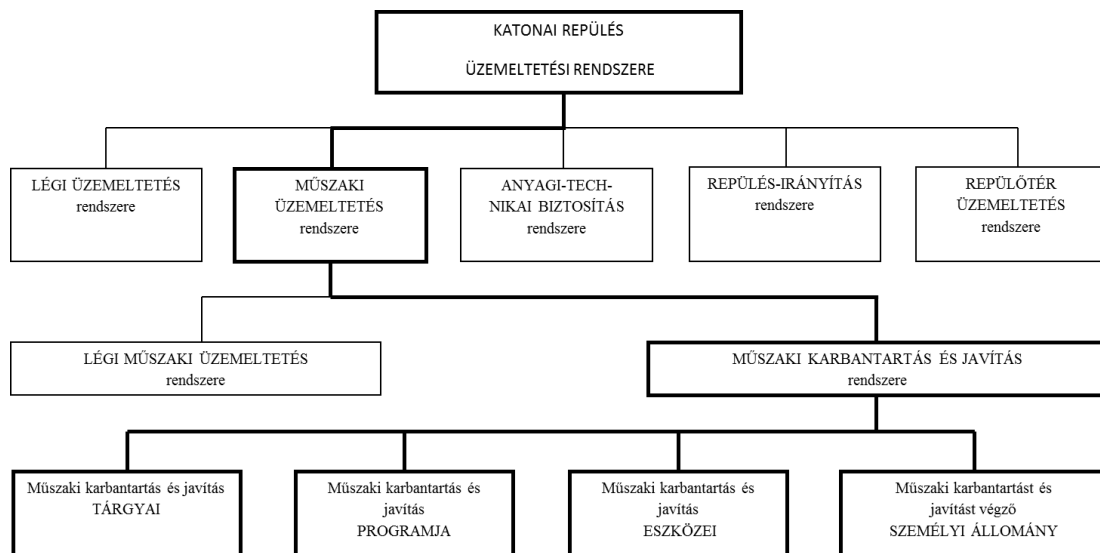 KATONAI REPÜLÉS
ÜZEMELTETÉSI RENDSZERE
LÉGI ÜZEMELTETÉS
rendszere
MŰSZAKI
ÜZEMELTETÉS
rendszere
ANYAGI-TECH-
NIKAI BIZTOSÍTÁS
rendszere
REPÜLÉS-IRÁNYÍTÁS
rendszere
REPÜLŐTÉR
ÜZEMELTETÉS
rendszere
LÉGI MŰSZAKI ÜZEMELTETÉS
rendszere
MŰSZAKI KARBANTARTÁS ÉS JAVÍTÁS
rendszere
Műszaki karbantartás és javítás
TÁRGYAI
Műszaki karbantartás és
javítás
PROGRAMJA
Műszaki karbantartás és
javítás
ESZKÖZEI
Műszaki karbantartást és
javítást végző
SZEMÉLYI ÁLLOMÁNY